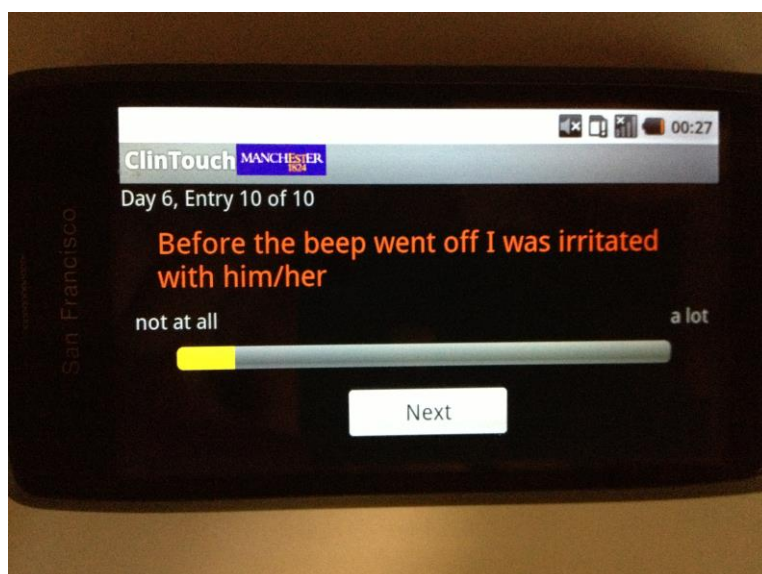 00:27
ClinTouch MANCHESTER
1824
Day 6, Entry 10 of 10
Before the beep went off I was irritated
with him/her
not at all a lot
Next
San Francisco